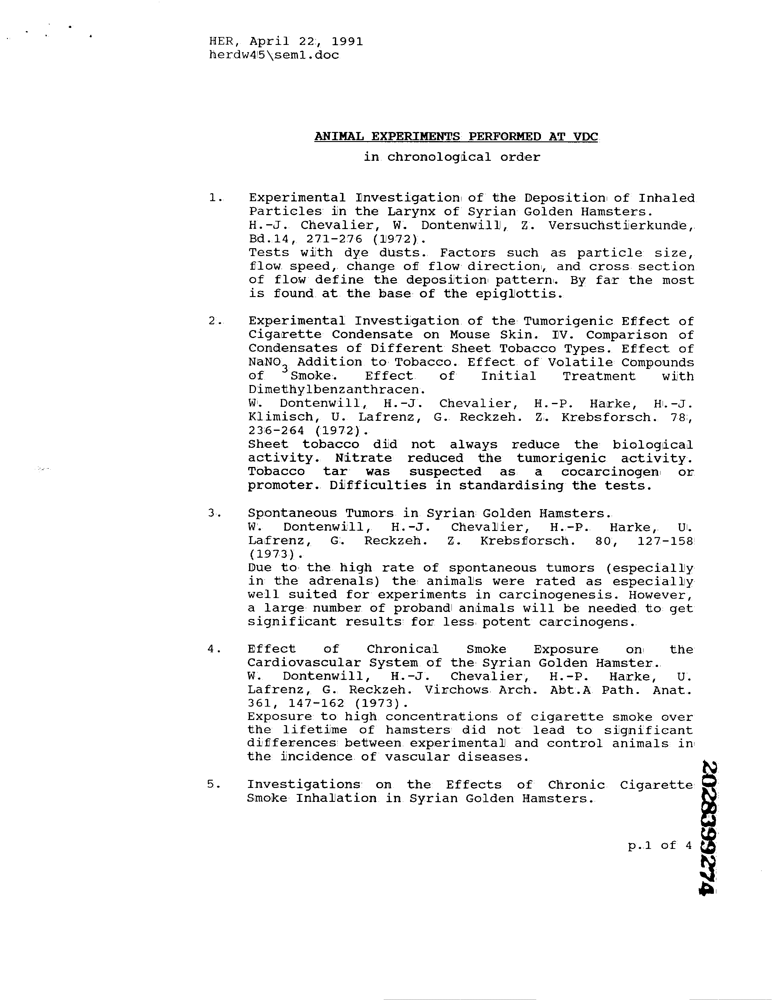 HER, April 22, 1991
herdw45\sem1.doc
ANIMAL EXPERIMENTS PERFORMED AT VDC
in chronological order
1. Experimental Investigation of the Deposition of Inhaled
Particles in the Larynx of Syrian Golden Hamsters.
H.-J. Chevalier, W. Dontenwill, Z. Versuchstierkunde,
Bd.14, 271-276 (1972).
Tests with dye dusts. Factors such as particle size,
flow speed, change of flow direction, and cross section
of flow define the deposition pattern. By far the most
is found at the base of the epiglottis.
2. Experimental Investigation of the Tumorigenic Effect of
Cigarette Condensate on Mouse Skin. IV. Comparison of
Condensates of Different Sheet Tobacco Types. Effect of
NaNO3 Addition to Tobacco. Effect of Volatile Compounds
of Smoke. Effect of Initial Treatment with
Dimethylbenzanthracen.
W. Dontenwill, H.-J. Chevalier, H.-P. Harke, H.-J.
Klimisch, U. Lafrenz, G. Reckzeh. Z. Krebsforsch. 78,
236-264 (1972).
Sheet tobacco did not always reduce the biological
activity. Nitrate reduced the tumorigenic activity.
Tobacco tar was suspected as a cocarcinogen or
promoter. Difficulties in standardising the tests.
3. Spontaneous Tumors in Syrian Golden Hamsters.
W. Dontenwill, H.-J. Chevalier, H.-P. Harke, U.
Lafrenz, G. Reckzeh. Z. Krebsforsch. 80, 127-158
(1973).
Due to the high rate of spontaneous tumors (especially
in the adrenals) the animals were rated as especially
well suited for experiments in carcinogenesis. However,
a large number of proband animals will be needed to get
significant results for less potent carcinogens.
4. Effect of Chronical Smoke Exposure on the
Cardiovascular System of the Syrian Golden Hamster.
W. Dontenwill, H.-J. Chevalier, H.-P. Harke, U.
Lafrenz, G. Reckzeh. Virchows Arch. Abt.A Path. Anat.
361, 147-162 (1973).
Exposure to high concentrations of cigarette smoke over
the lifetime of hamsters did not lead to significant
differences between experimental and control animals in
the incidence of vascular diseases.
5. Investigations on the Effects of Chronic Cigarette
Smoke Inhalation in Syrian Golden Hamsters.
p.1 of 4
2028399274